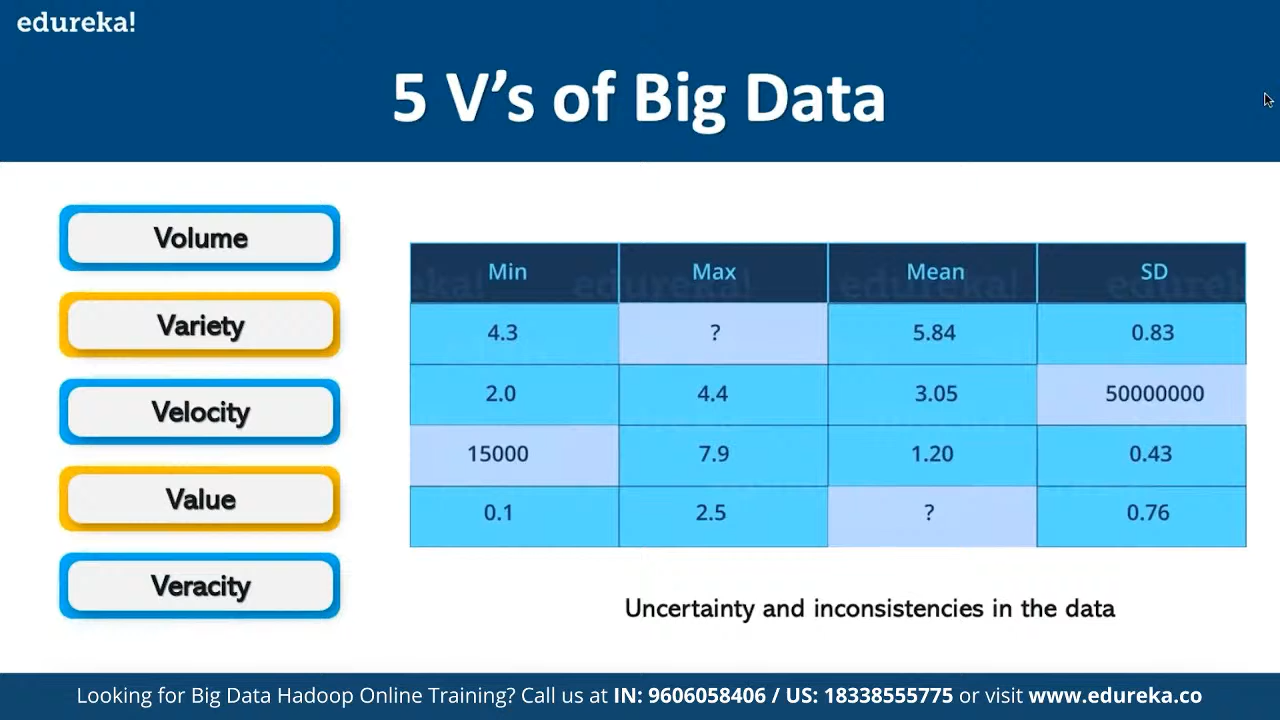 edureka!
5 V’s of Big Data
Volume
Variety
Velocity
Value
Veracity
Min Max Mean SD
4.3 ? 5.84 0.83
2.0 4.4 3.05 50000000
15000 7.9 1.20 0.43
0.1 2.5 ? 0.76
Uncertainty and inconsistencies in the data
Looking for Big Data Hadoop Online Training? Call us at IN: 9606058406 / US: 18338555775 or visit www.edureka.co